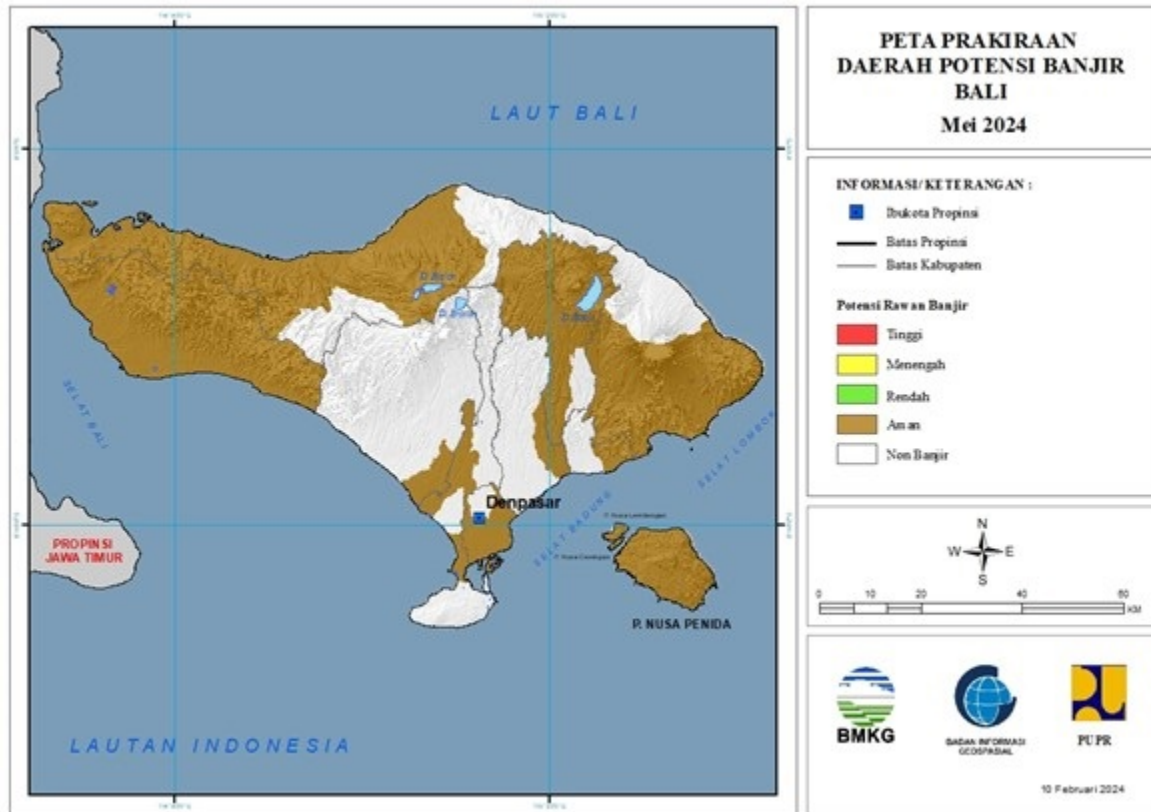 PETA PRAKIRAAN
DAERAH POTENSI BANJIR
BALI
Mei 2024
INFORMASI/KETERANGAN :
Ibukota Propinsi
Batas Propinsi
Batas Kabupaten
Potensi Rawan Banjir
Tinggi
Menengah
Rendah
Aman
Non Banjir
N
W E
S
0 10 20 40 60
KM
BMKG
BADAN INFORMASI
GEOSPASIAL
PUPR
10 Februari 2024
LAUT BALI
SELAT BALI
SELAT LOMBOK
Denpasar
SELAT BADUNG
PROPINSI
JAWA TIMUR
P. NUSA PENIDA
LAUTAN INDONESIA